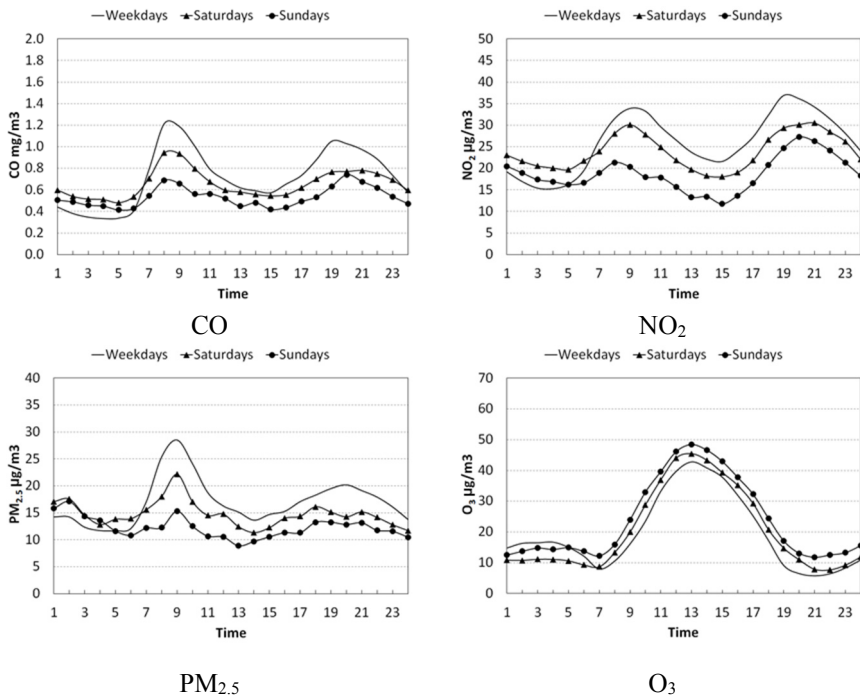 Weekdays Saturdays Sundays
2.0
1.8
1.6
1.4
1.2
1.0
0.8
0.6
0.4
0.2
0.0
CO mg/m3
1 3 5 7 9 11 13 15 17 19 21 23
Time
CO
Weekdays Saturdays Sundays
50
45
40
35
30
25
20
15
10
5
0
NO₂ µg/m3
1 3 5 7 9 11 13 15 17 19 21 23
Time
NO₂
Weekdays Saturdays Sundays
40
35
30
25
20
15
10
5
0
PM₂.₅ µg/m3
1 3 5 7 9 11 13 15 17 19 21 23
Time
PM₂.₅
Weekdays Saturdays Sundays
70
60
50
40
30
20
10
0
O₃ µg/m3
1 3 5 7 9 11 13 15 17 19 21 23
Time
O₃